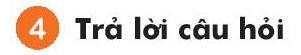 4 Trả lời câu hỏi